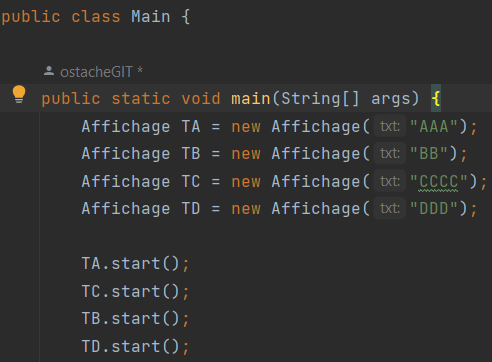 public class Main {
ostacheGIT *
public static void main(String[] args) {
Affichage TA = new Affichage( txt: "AAA");
Affichage TB = new Affichage( txt: "BB");
Affichage TC = new Affichage( txt: "CCCC");
Affichage TD = new Affichage( txt: "DDD");
TA.start();
TC.start();
TB.start();
TD.start();